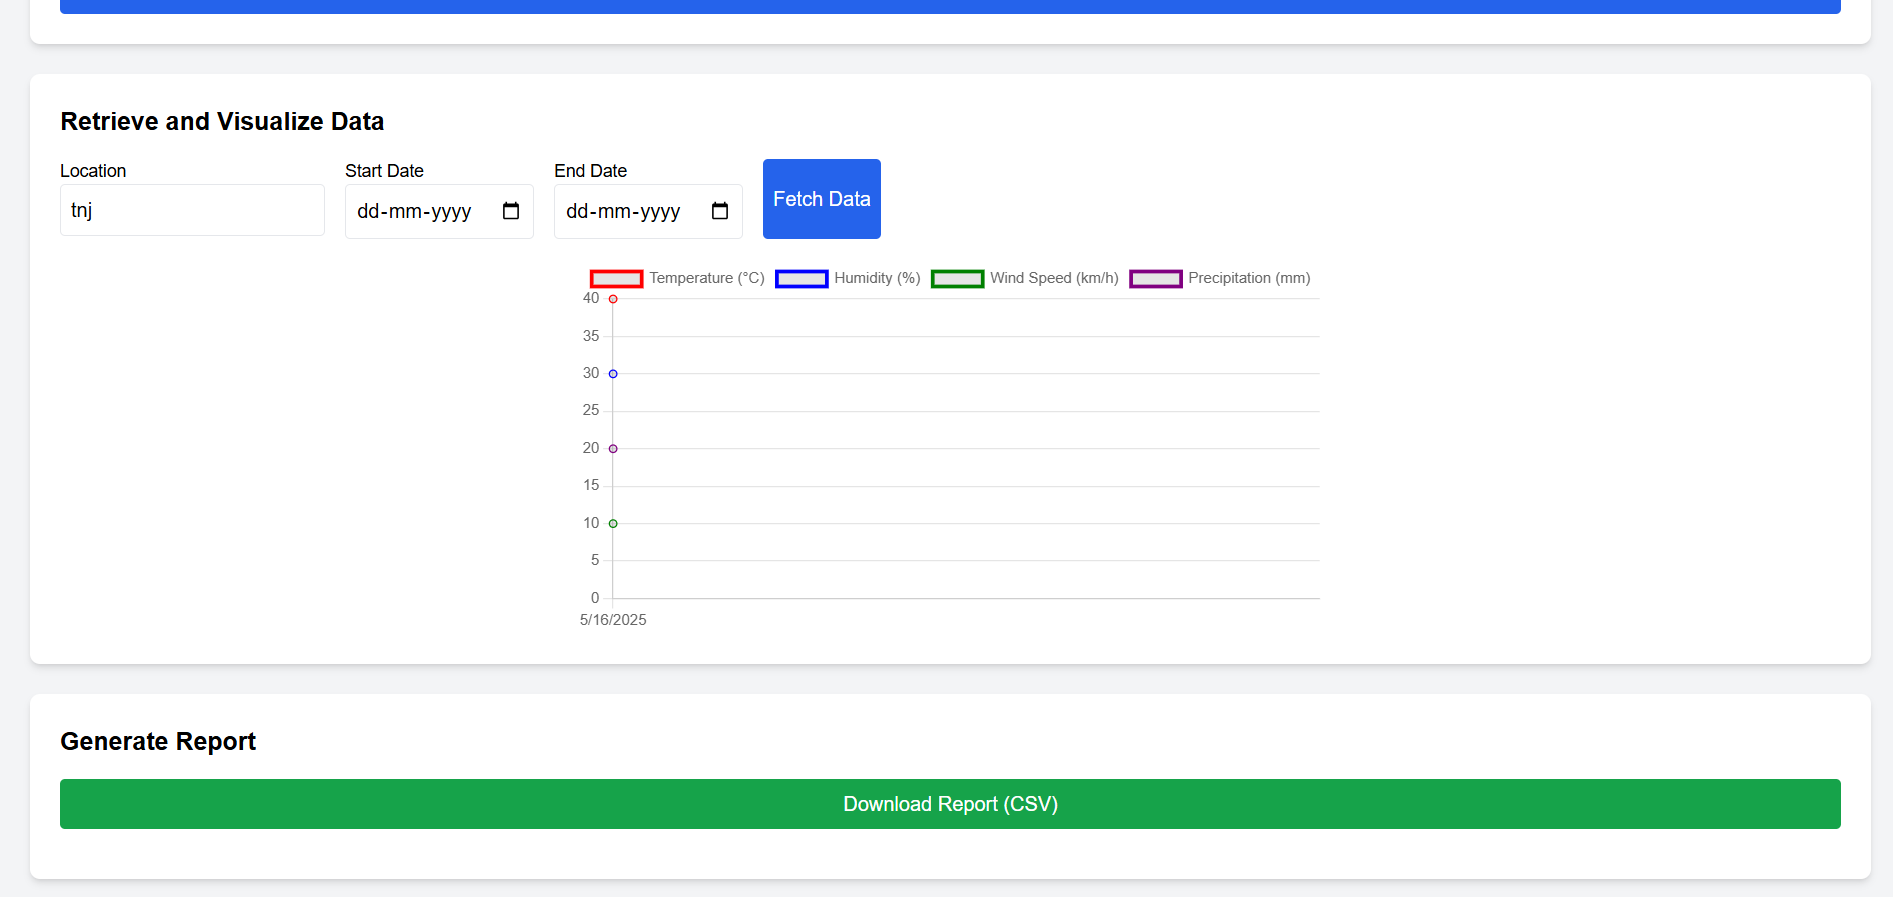 Retrieve and Visualize Data
Location
Start Date
End Date
tnj
dd-mm-yyyy
dd-mm-yyyy
Fetch Data
Temperature (°C) Humidity (%) Wind Speed (km/h) Precipitation (mm)
40
35
30
25
20
15
10
5
0
5/16/2025
Generate Report
Download Report (CSV)